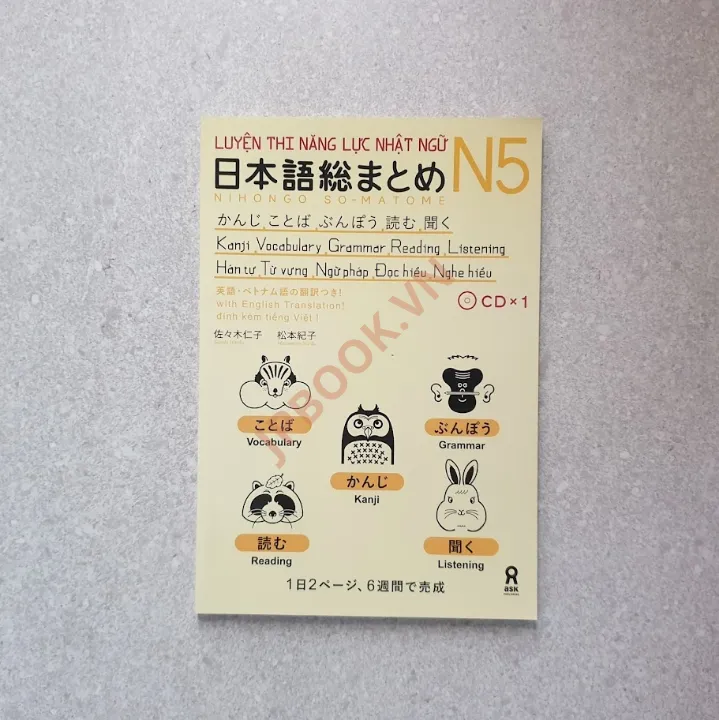 LUYỆN THI NĂNG LỰC NHẬT NGỮ
日本語総まとめ N5
NIHONGO SO-MATOME
かんじ ことば ぶんぽう 読む 聞く
Kanji Vocabulary Grammar Reading Listening
Hán tự Từ vựng Ngữ pháp Đọc hiểu Nghe hiểu
英語・ベトナム語の翻訳つき!
with English Translation!
đính kèm tiếng Việt !
CD×1
佐々木仁子 松本紀子
JPBOOK.VN
ことば
Vocabulary
ぶんぽう
Grammar
かんじ
Kanji
読む
Reading
聞く
Listening
1日2ページ、6週間で売成
ask